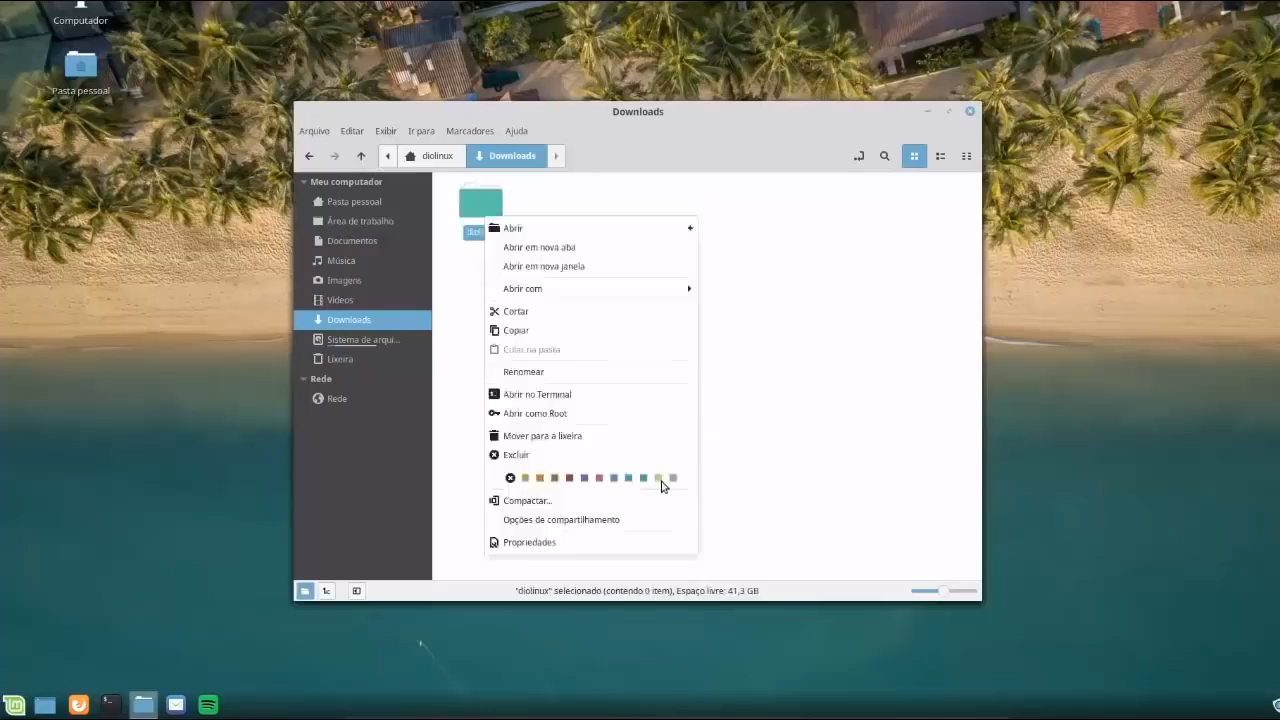 Computador
Pasta pessoal
Downloads
Arquivo Editar Exibir Ir para Marcadores Ajuda
diolinux Downloads
Meu computador
Pasta pessoal
Área de trabalho
Documentos
Música
Imagens
Vídeos
Downloads
Sistema de arqui...
Lixeira
Rede
Rede
Abrir
Abrir em nova aba
Abrir em nova janela
Abrir com
Cortar
Copiar
Colar na pasta
Renomear
Abrir no Terminal
Abrir como Root
Mover para a lixeira
Excluir
Compactar...
Opções de compartilhamento
Propriedades
"diolinux" selecionado (contendo 0 item), Espaço livre: 41,3 GB